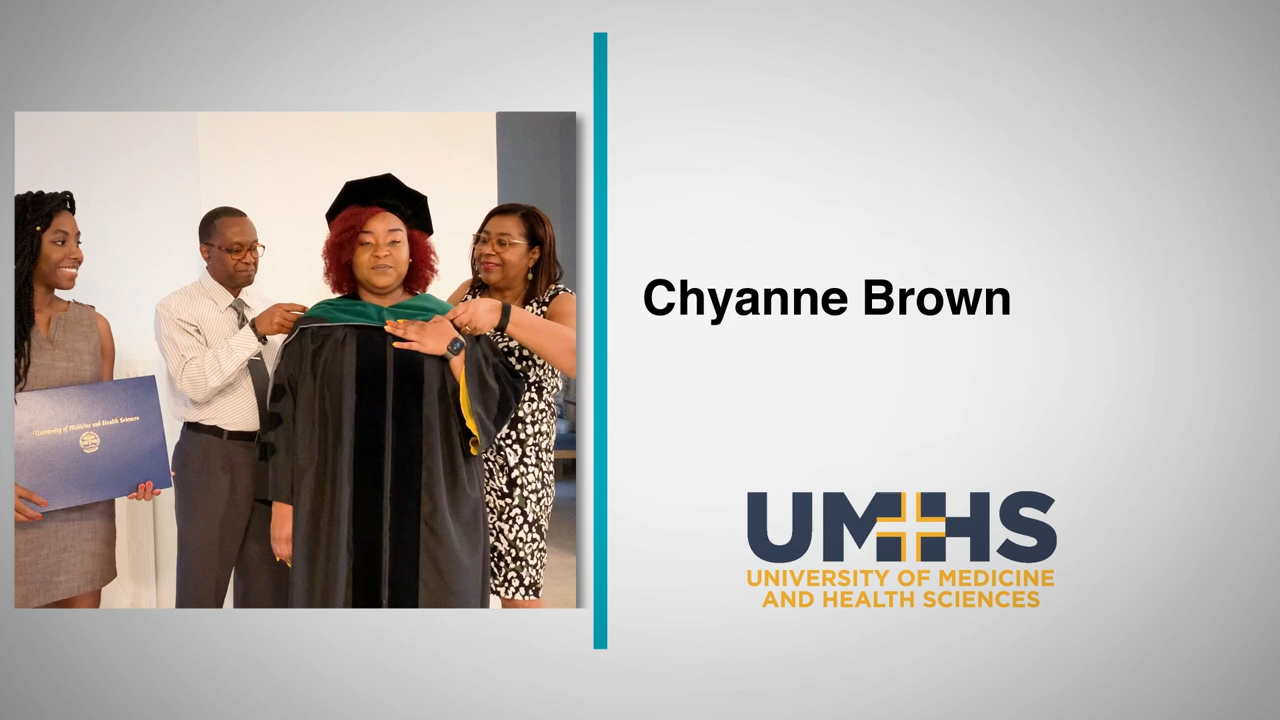 University of Medicine and Health Sciences
Chyanne Brown
UMHS
UNIVERSITY OF MEDICINE
AND HEALTH SCIENCES